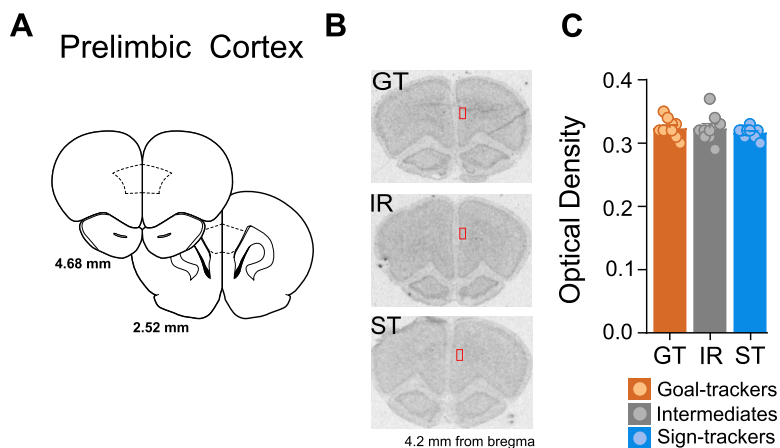 A
Prelimbic Cortex
4.68 mm
2.52 mm
B
GT
IR
ST
4.2 mm from bregma
C
Optical Density
0.4
0.3
0.2
0.1
0.0
GT IR ST
Goal-trackers
Intermediates
Sign-trackers